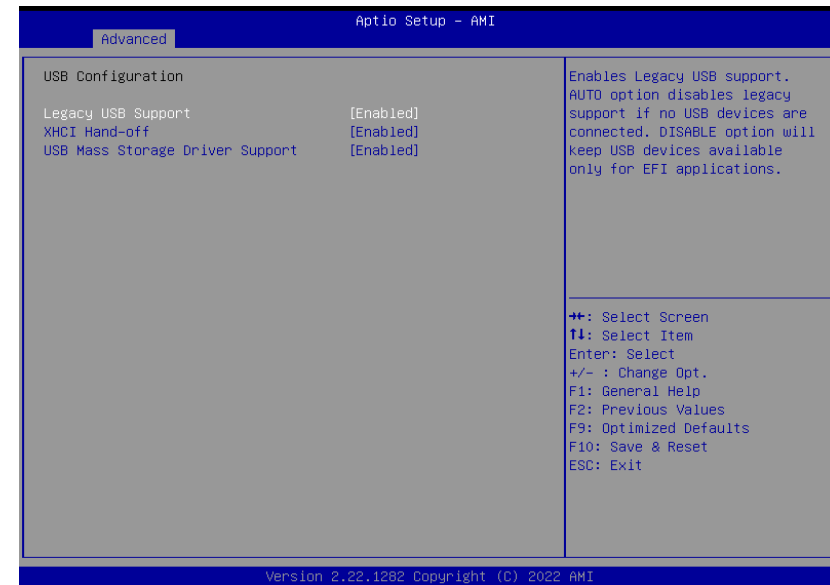 Aptio Setup – AMI
Advanced
USB Configuration
Legacy USB Support [Enabled]
XHCI Hand-off [Enabled]
USB Mass Storage Driver Support [Enabled]
Enables Legacy USB support.
AUTO option disables legacy
support if no USB devices are
connected. DISABLE option will
keep USB devices available
only for EFI applications.
→←: Select Screen
↑↓: Select Item
Enter: Select
+/- : Change Opt.
F1: General Help
F2: Previous Values
F9: Optimized Defaults
F10: Save & Reset
ESC: Exit
Version 2.22.1282 Copyright (C) 2022 AMI